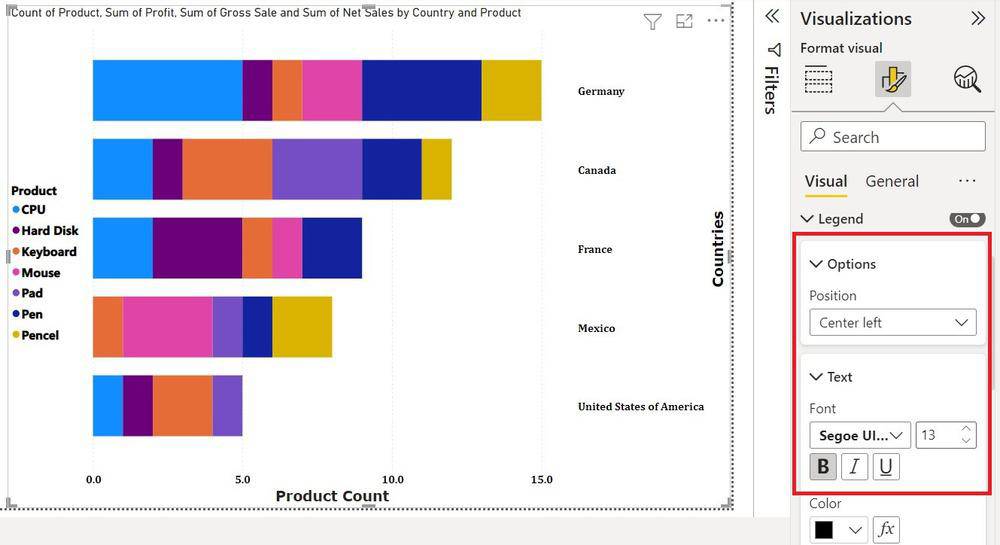 Count of Product, Sum of Profit, Sum of Gross Sale and Sum of Net Sales by Country and Product
Product
CPU
Hard Disk
Keyboard
Mouse
Pad
Pen
Pencel
Germany
Canada
France
Mexico
United States of America
Countries
0.0 5.0 10.0 15.0
Product Count
Filters
Visualizations
Format visual
Search
Visual General
Legend On
Options
Position
Center left
Text
Font
Segoe UI... 13
B I U
Color
fx